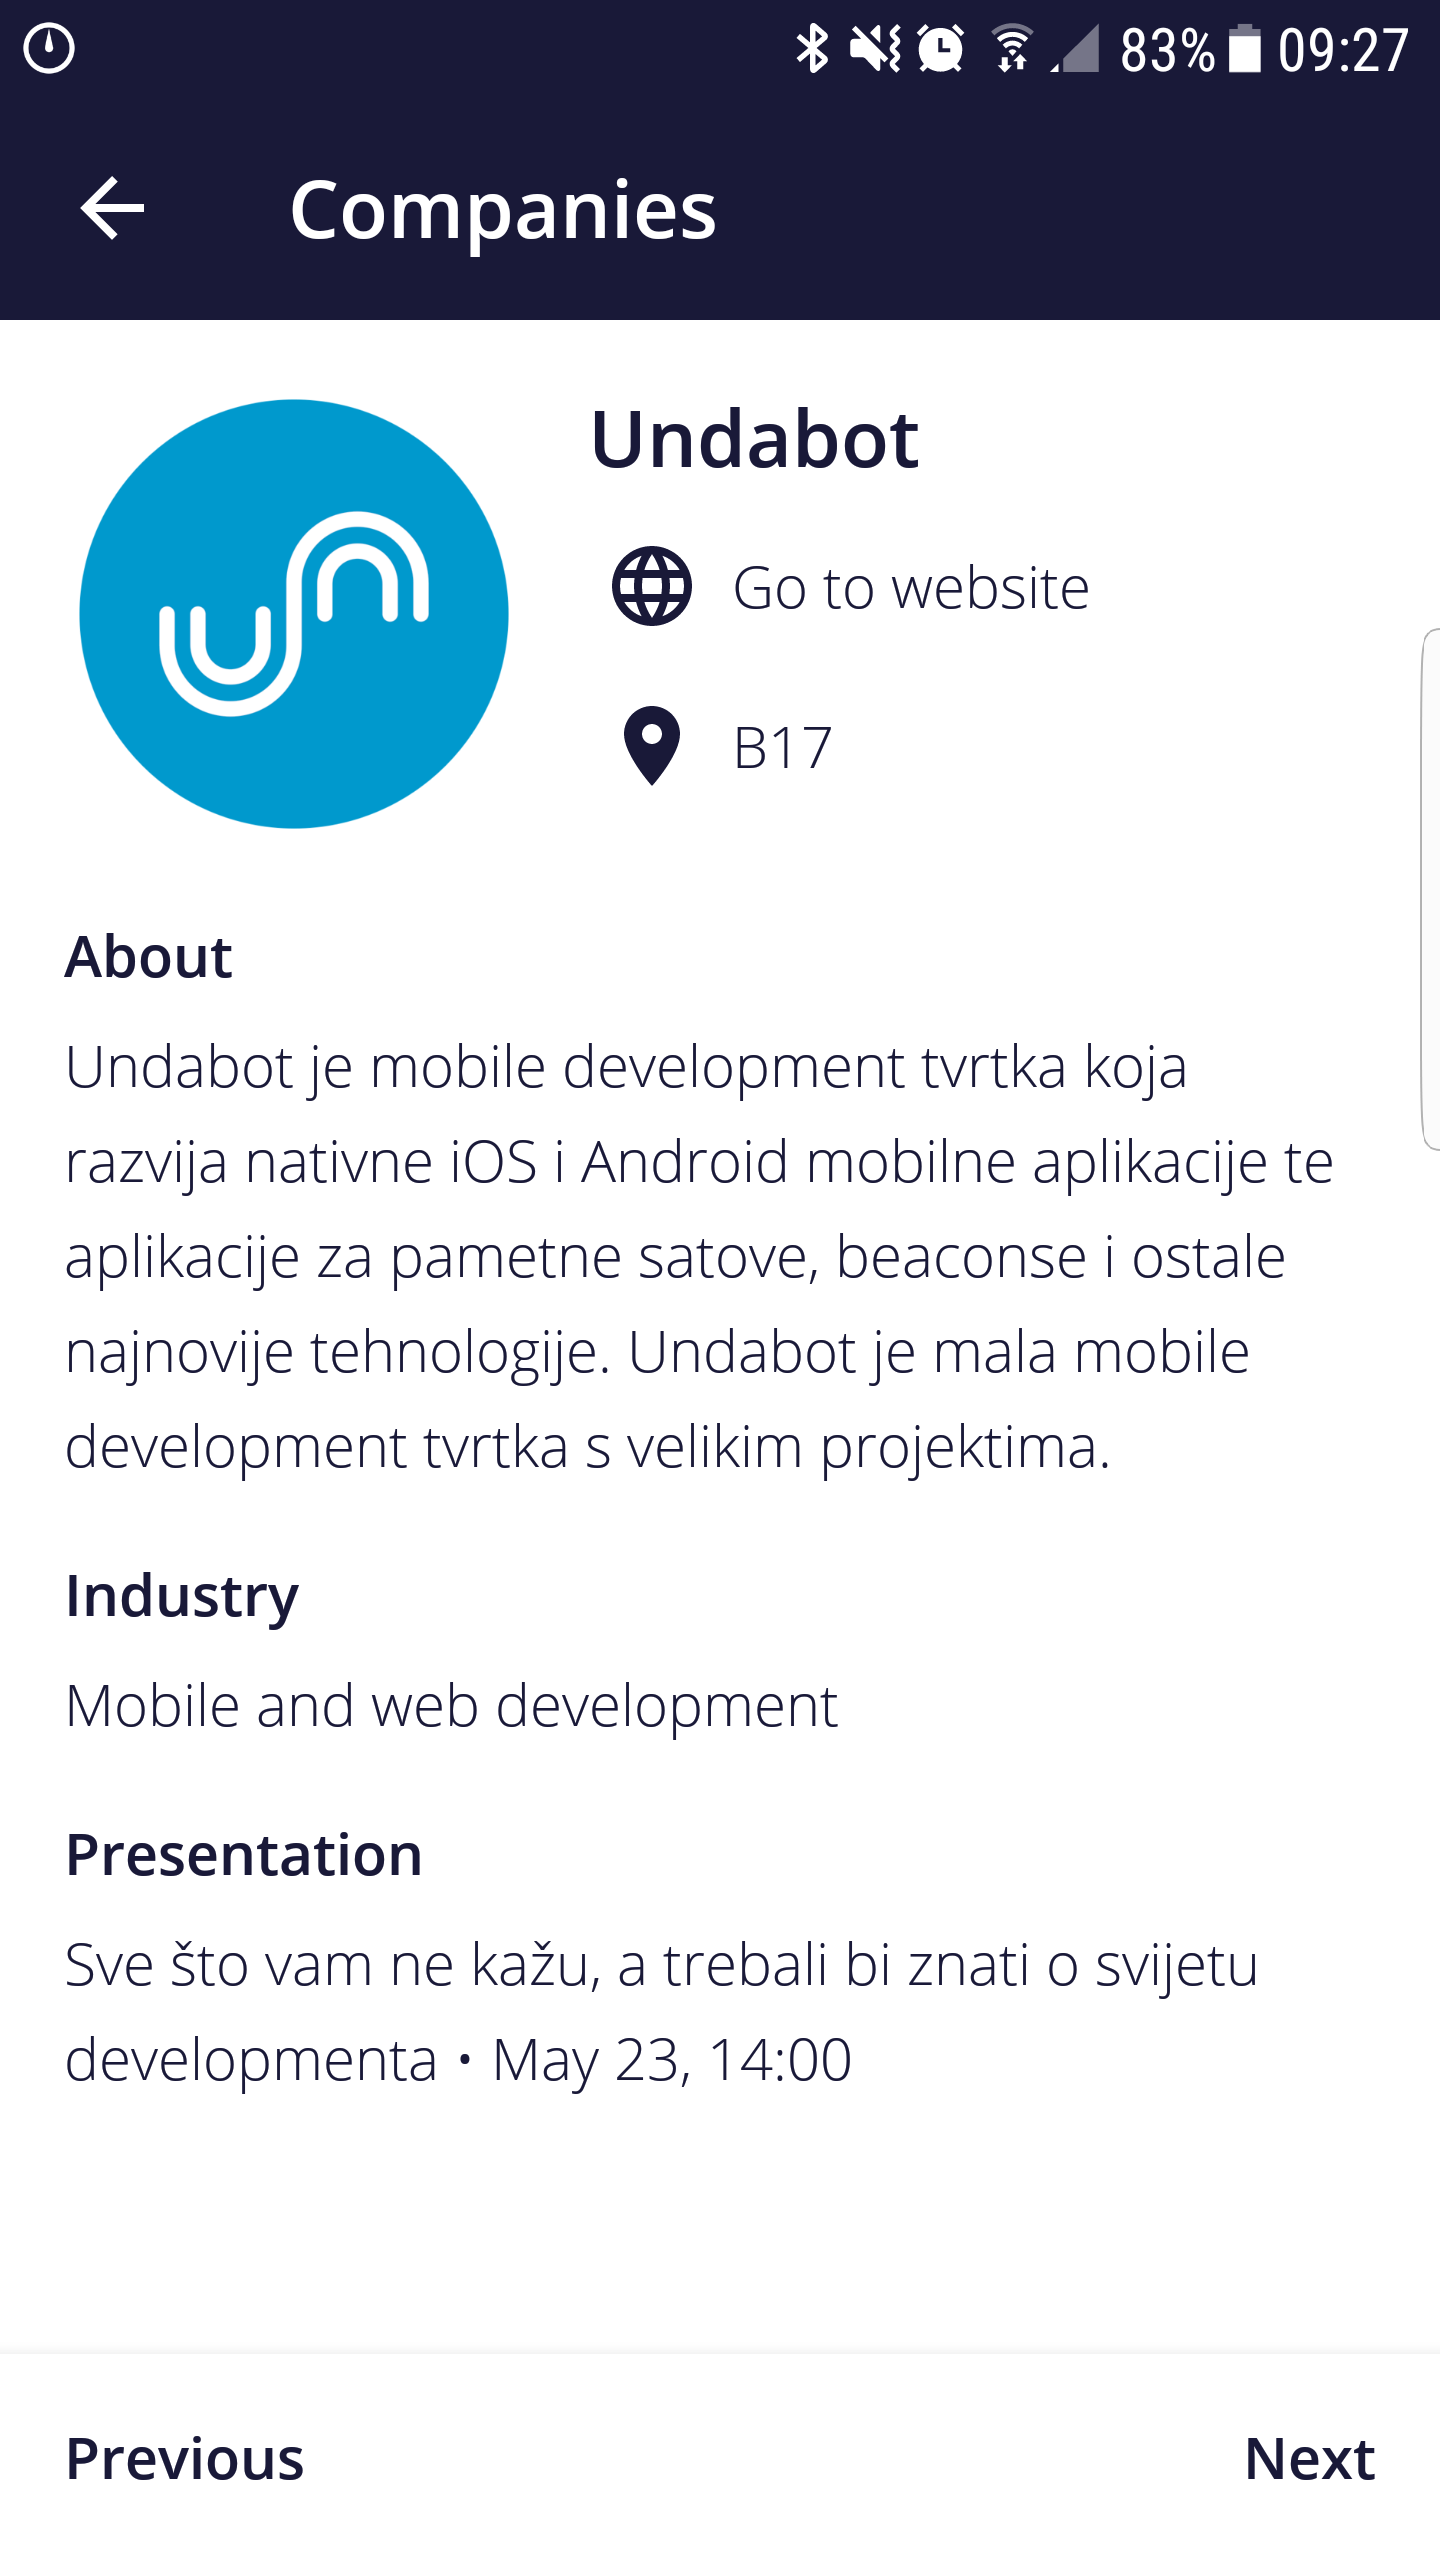 83% 09:27
Companies
Undabot
Go to website
B17
About
Undabot je mobile development tvrtka koja
razvija nativne iOS i Android mobilne aplikacije te
aplikacije za pametne satove, beaconse i ostale
najnovije tehnologije. Undabot je mala mobile
development tvrtka s velikim projektima.
Industry
Mobile and web development
Presentation
Sve što vam ne kažu, a trebali bi znati o svijetu
developmenta • May 23, 14:00
Previous
Next